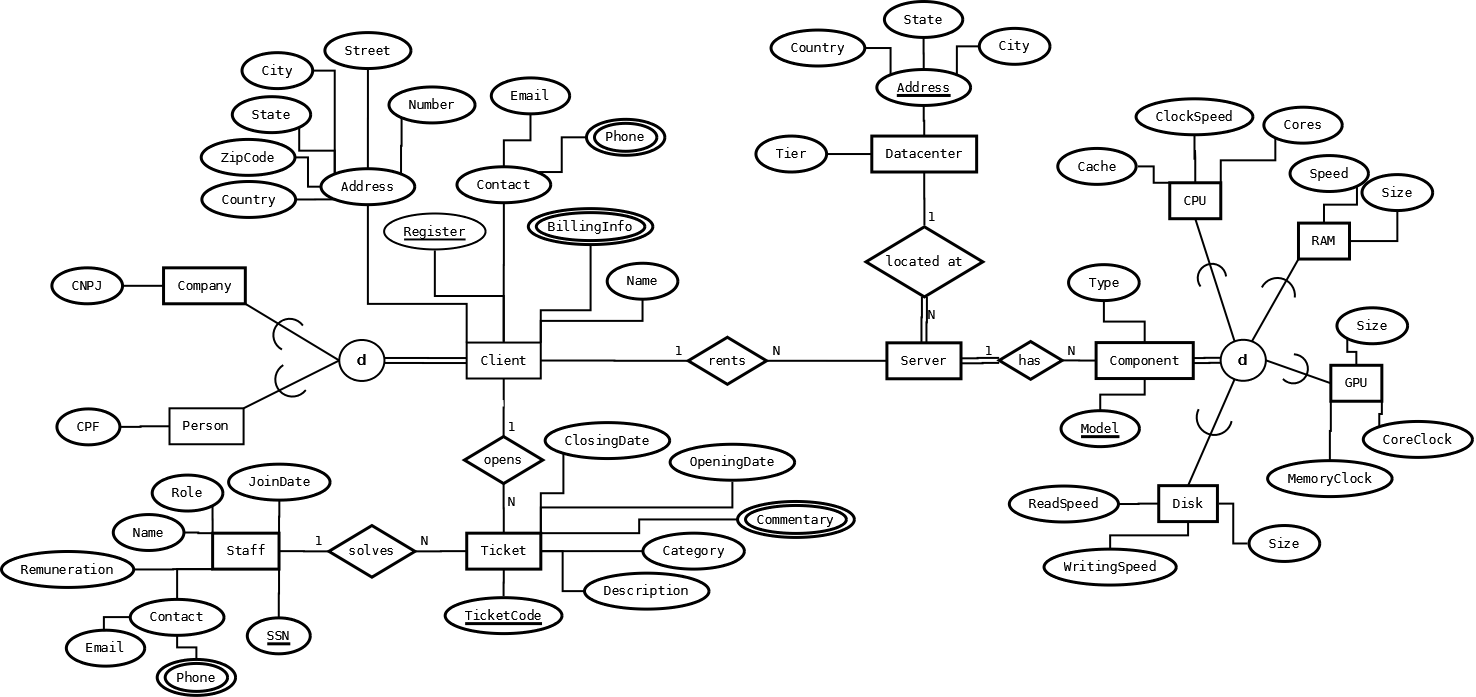 State
Country
City
Address
Street
City
State
Number
ZipCode
Address
Country
Email
Phone
Contact
Register
BillingInfo
Name
Tier
Datacenter
1
located at
N
ClockSpeed
Cores
Cache
CPU
Speed
Size
RAM
CNPJ
Company
d
Client
1
rents
N
Server
1
has
N
Type
Component
Model
d
Size
GPU
CoreClock
MemoryClock
CPF
Person
1
opens
N
ClosingDate
OpeningDate
ReadSpeed
Disk
Size
WritingSpeed
Role
JoinDate
Name
Staff
1
solves
N
Ticket
Commentary
Category
Description
TicketCode
Remuneration
Contact
Email
Phone
SSN